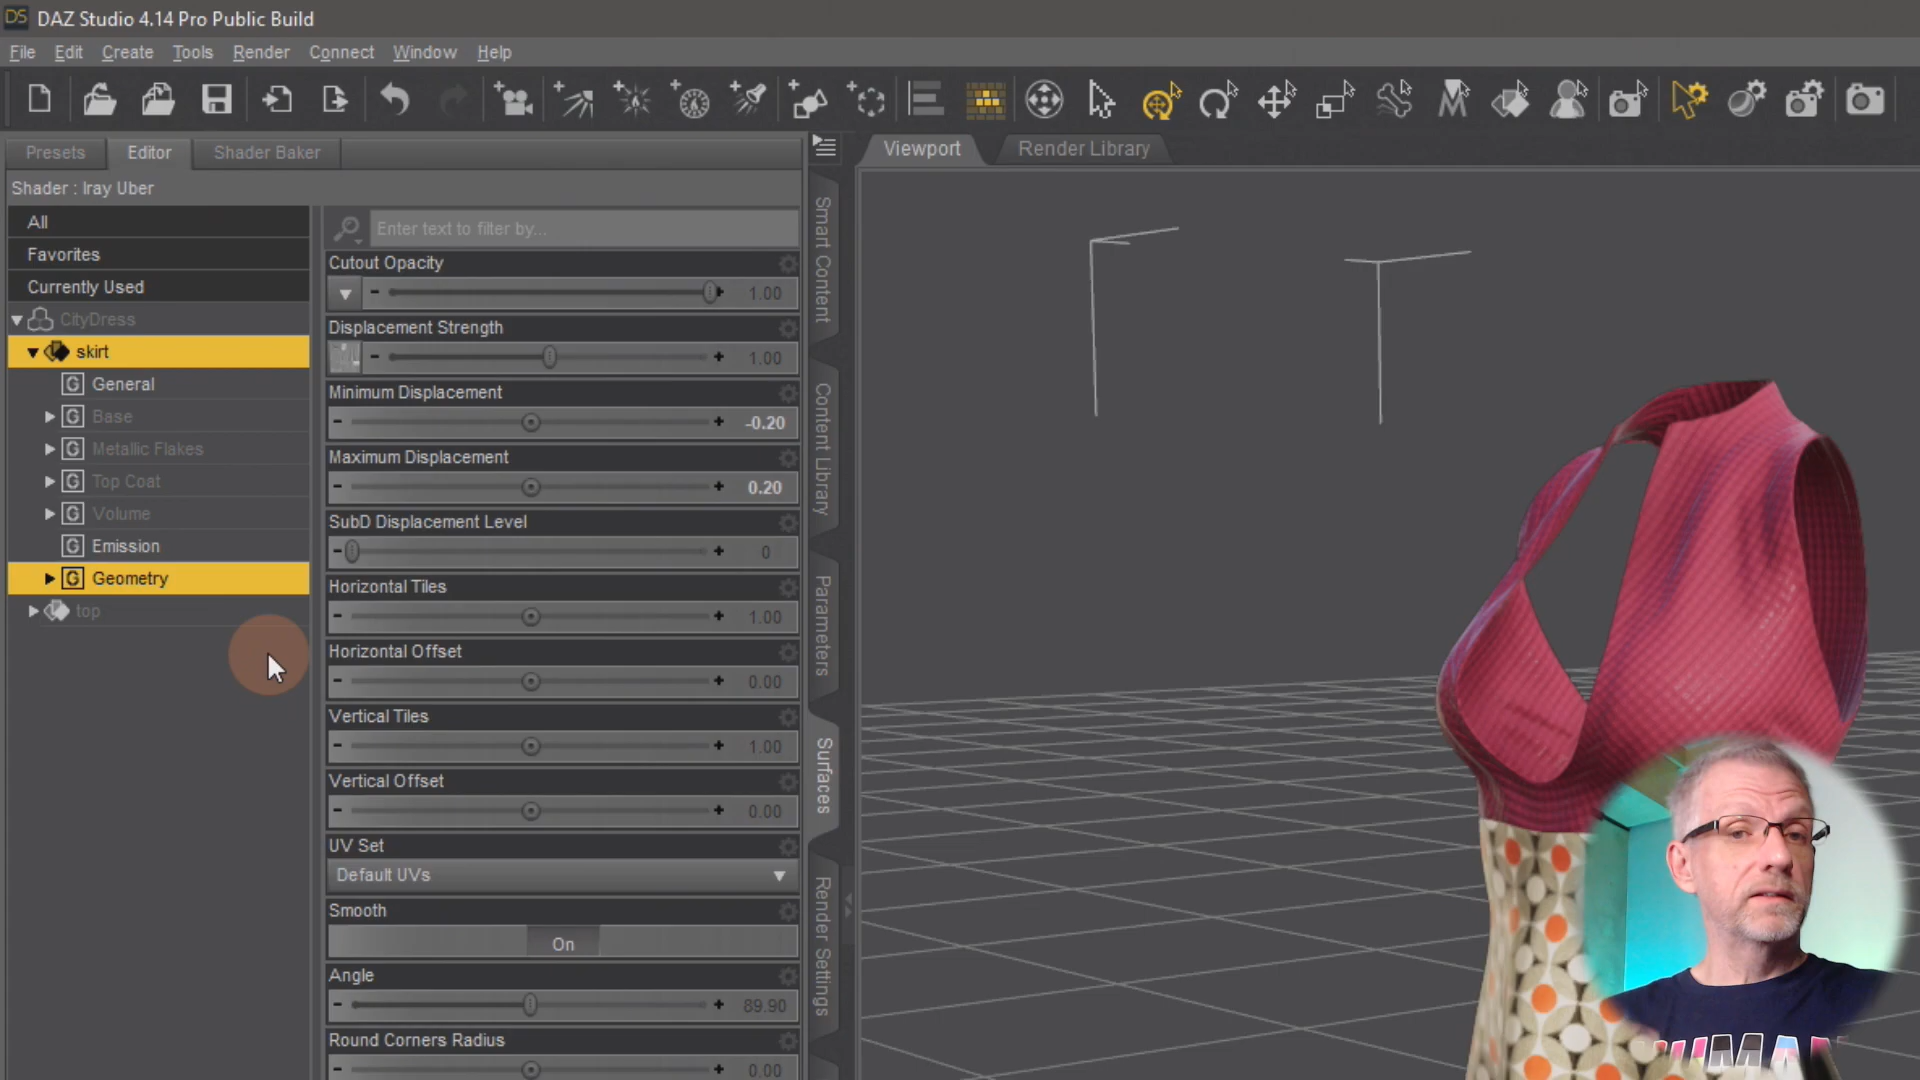 DS DAZ Studio 4.14 Pro Public Build
File Edit Create Tools Render Connect Window Help
Presets Editor Shader Baker
Viewport Render Library
Shader : Iray Uber
All
Favorites
Currently Used
CityDress
skirt
G General
G Base
G Metallic Flakes
G Top Coat
G Volume
G Emission
G Geometry
top
Enter text to filter by...
Cutout Opacity
1.00
Displacement Strength
1.00
Minimum Displacement
-0.20
Maximum Displacement
0.20
SubD Displacement Level
0
Horizontal Tiles
1.00
Horizontal Offset
0.00
Vertical Tiles
1.00
Vertical Offset
0.00
UV Set
Default UVs
Smooth
On
Angle
89.90
Round Corners Radius
0.00
Smart Content
Content Library
Parameters
Surfaces
Render Settings